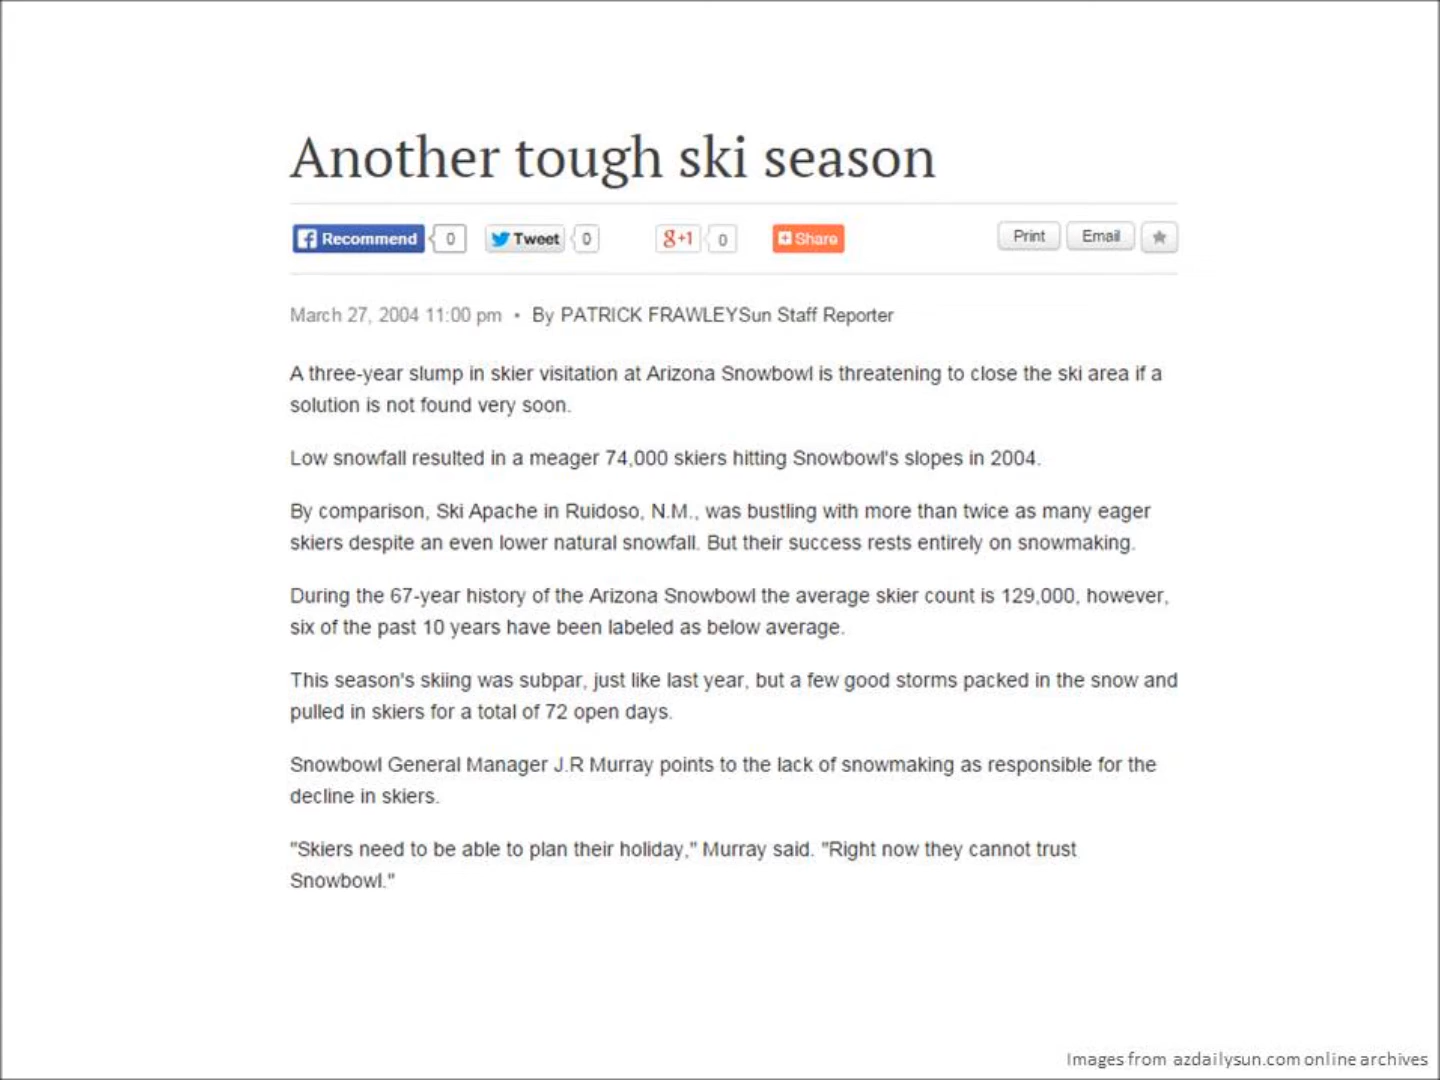 Another tough ski season
Recommend 0 Tweet 0 g+1 0 Share Print Email
March 27, 2004 11:00 pm • By PATRICK FRAWLEYSun Staff Reporter
A three-year slump in skier visitation at Arizona Snowbowl is threatening to close the ski area if a
solution is not found very soon.
Low snowfall resulted in a meager 74,000 skiers hitting Snowbowl's slopes in 2004.
By comparison, Ski Apache in Ruidoso, N.M., was bustling with more than twice as many eager
skiers despite an even lower natural snowfall. But their success rests entirely on snowmaking.
During the 67-year history of the Arizona Snowbowl the average skier count is 129,000, however,
six of the past 10 years have been labeled as below average.
This season's skiing was subpar, just like last year, but a few good storms packed in the snow and
pulled in skiers for a total of 72 open days.
Snowbowl General Manager J.R Murray points to the lack of snowmaking as responsible for the
decline in skiers.
"Skiers need to be able to plan their holiday," Murray said. "Right now they cannot trust
Snowbowl."
Images from azdailysun.com online archives